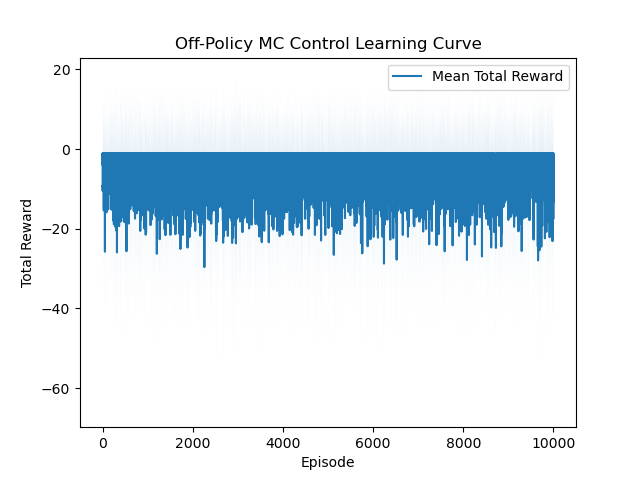 Off-Policy MC Control Learning Curve
Mean Total Reward
20
0
−20
−40
−60
Total Reward
0
2000
4000
6000
8000
10000
Episode